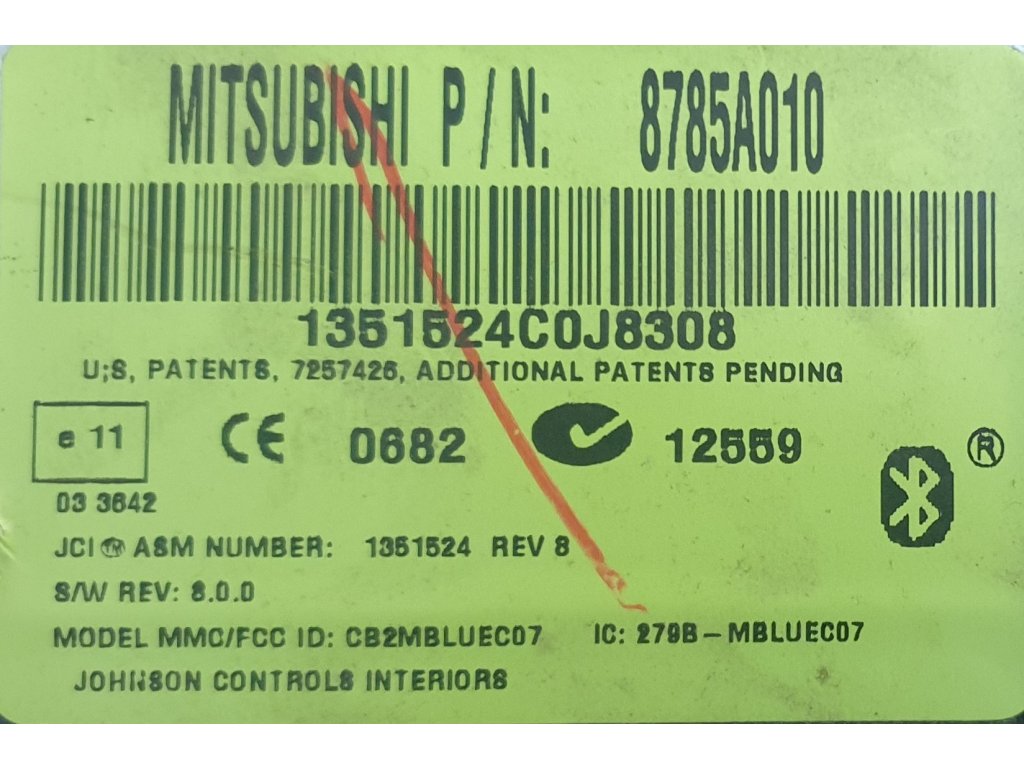 MITSUBISHI P/N: 8785A010
1351524C0J8308
U;S, PATENTS, 7257426, ADDITIONAL PATENTS PENDING
e 11 CE 0682 12559 ®
03 3642
JCI ™ ASM NUMBER: 1351524 REV 8
S/W REV: 8.0.0
MODEL MMC/FCC ID: CB2MBLUEC07 IC: 279B-MBLUEC07
JOHNSON CONTROLS INTERIORS